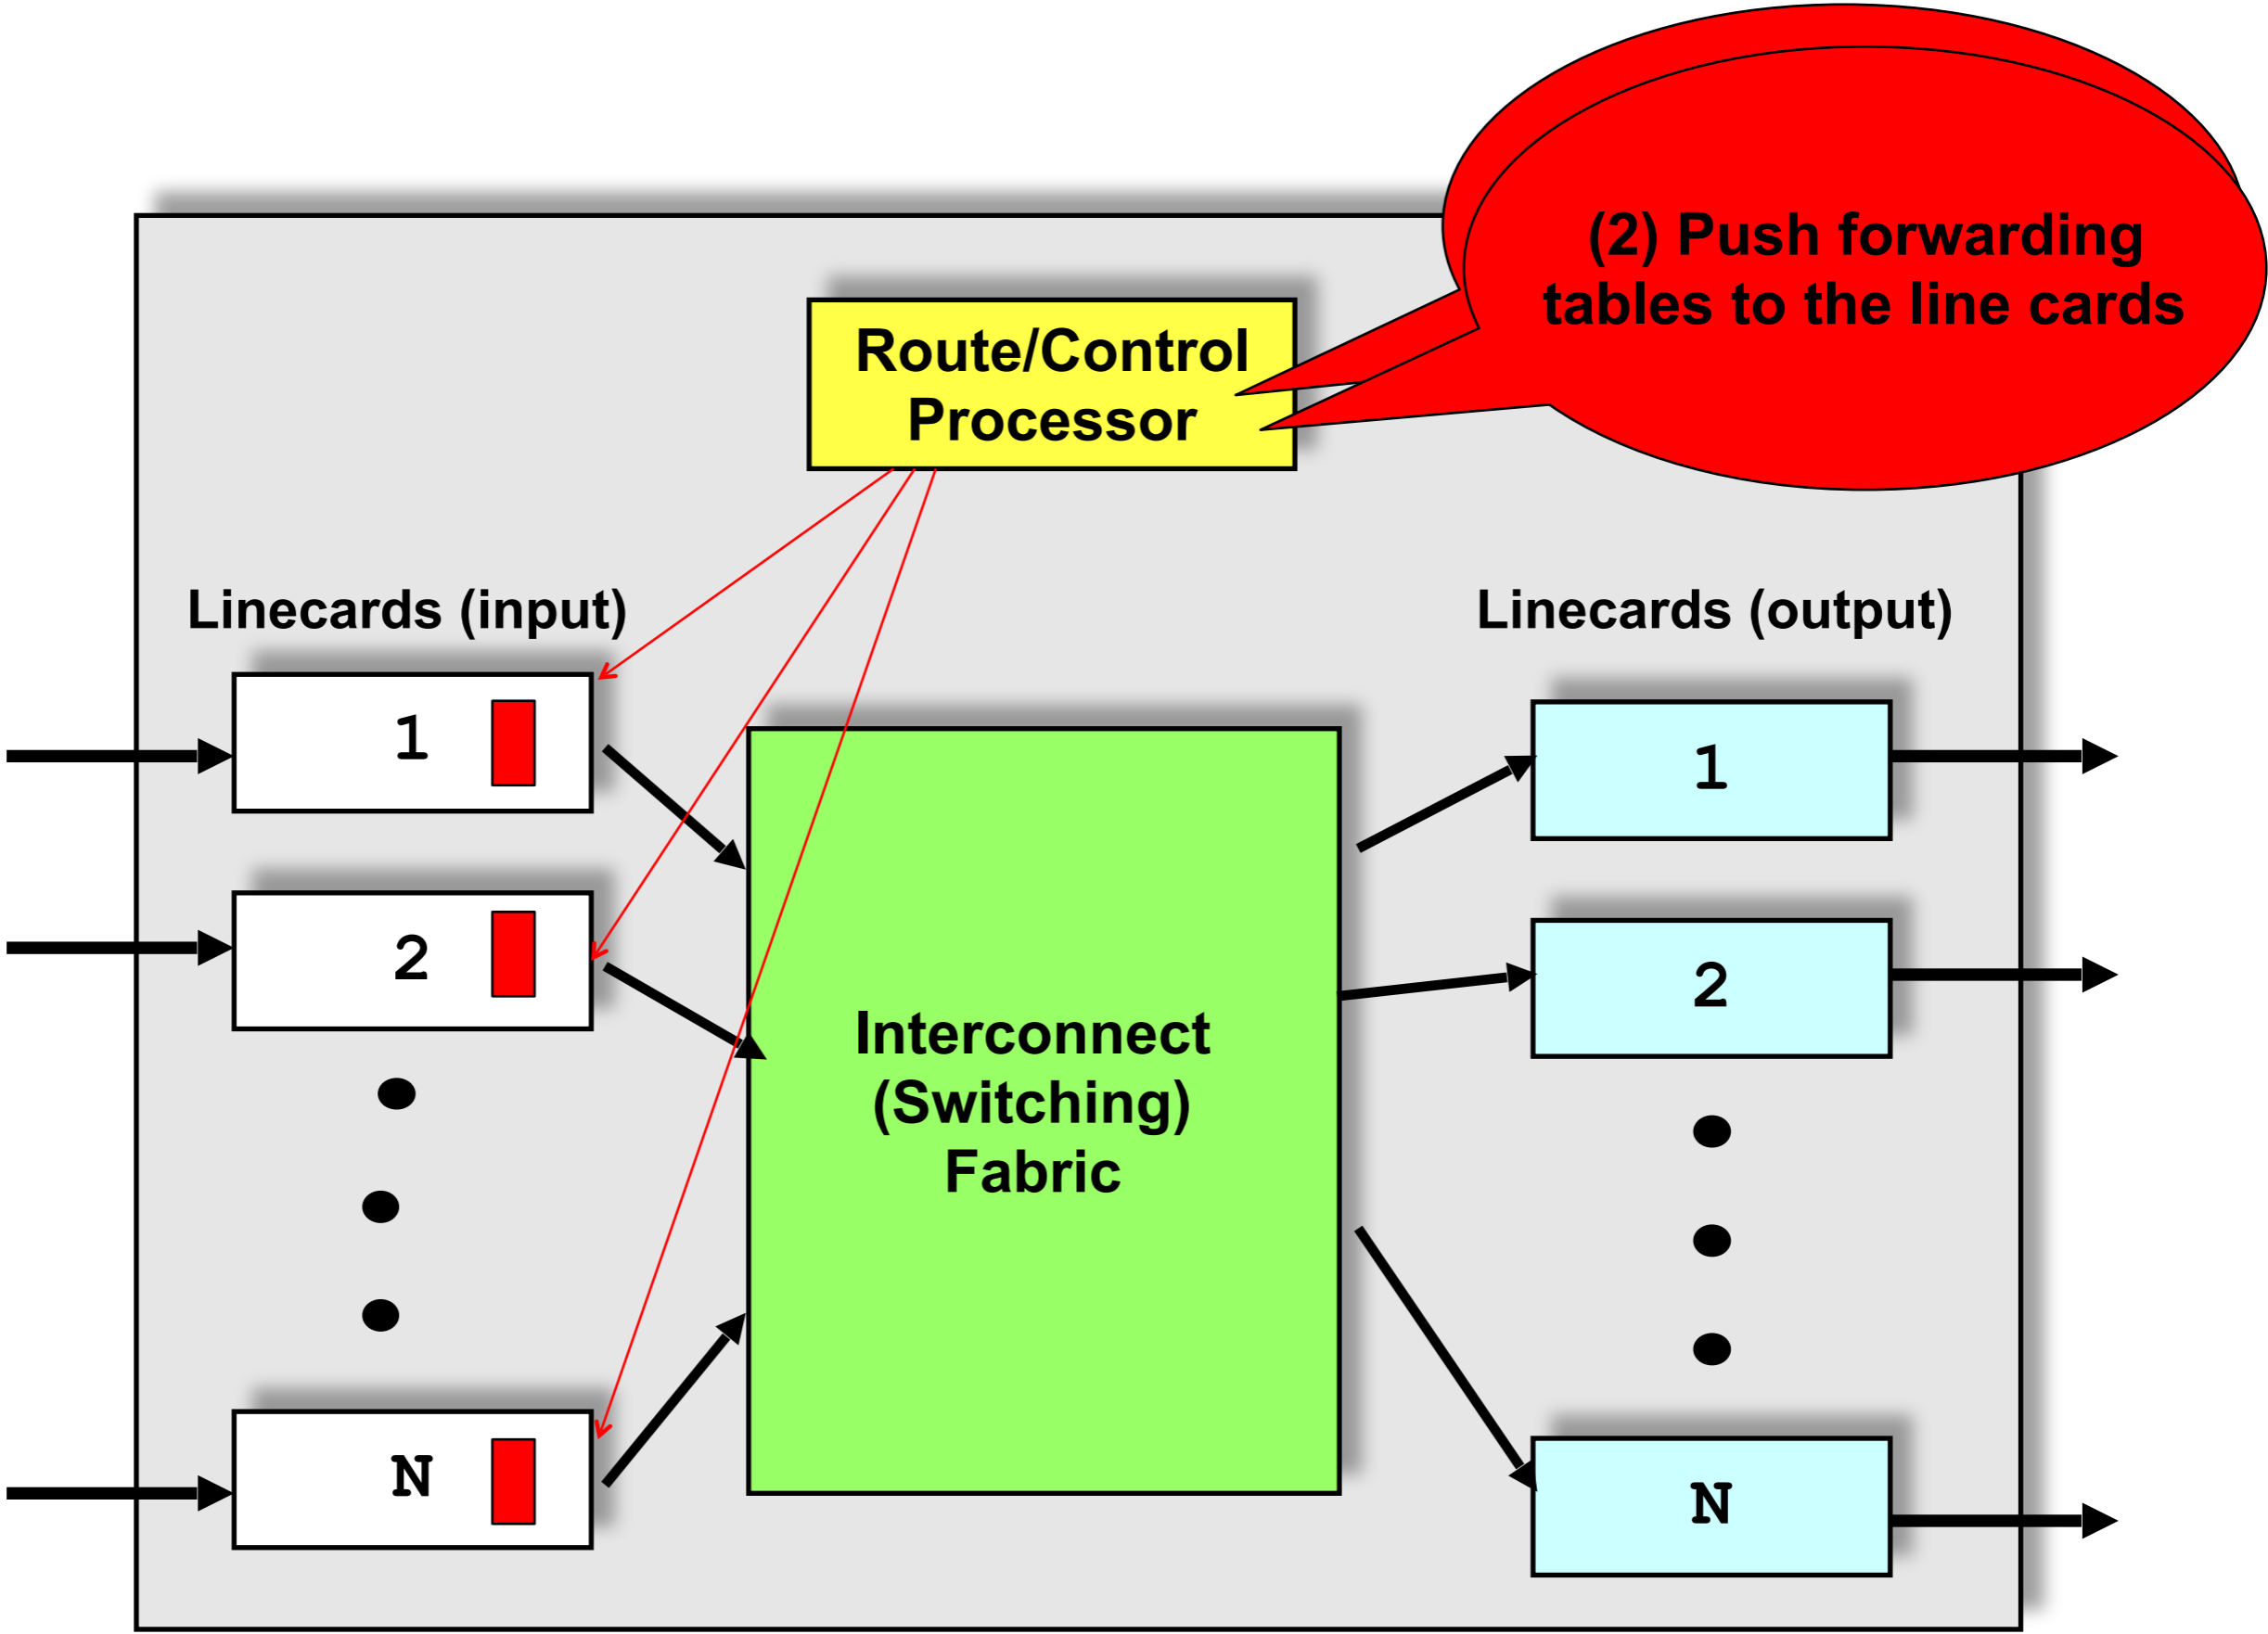 (2) Push forwarding
tables to the line cards
Route/Control
Processor
Linecards (input)
Linecards (output)
1
1
2
2
Interconnect
(Switching)
Fabric
N
N